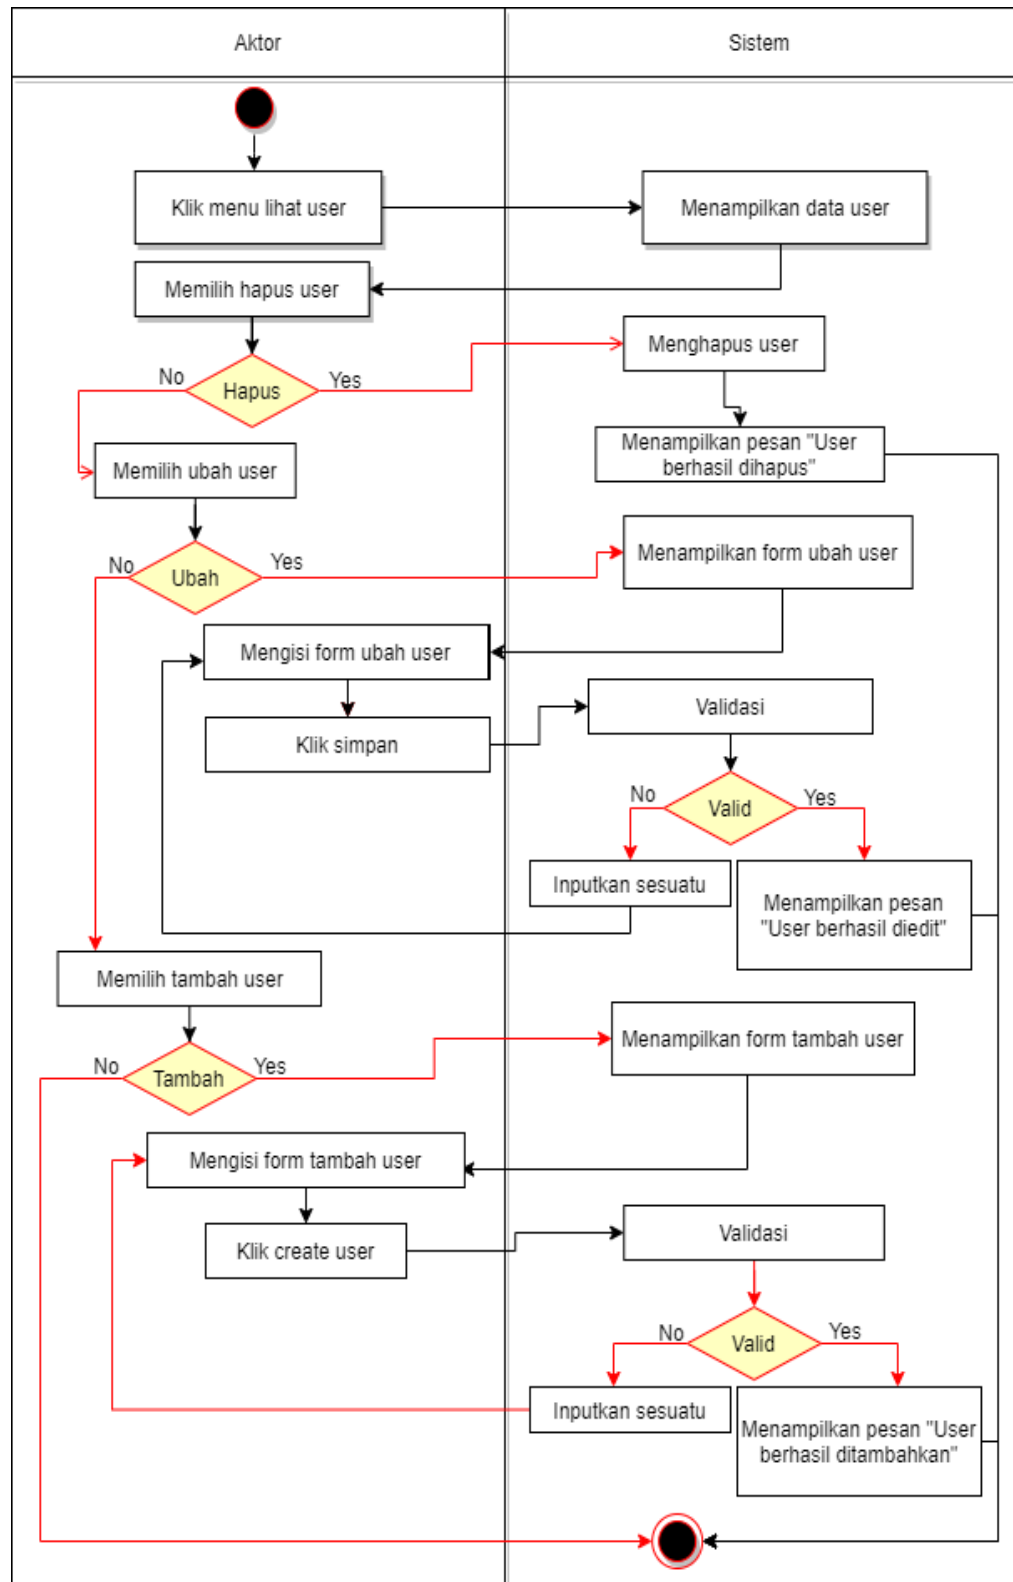 Aktor
Sistem
Klik menu lihat user
Menampilkan data user
Memilih hapus user
Menghapus user
No
Hapus
Yes
Menampilkan pesan "User
berhasil dihapus"
Memilih ubah user
Menampilkan form ubah user
No
Ubah
Yes
Mengisi form ubah user
Validasi
Klik simpan
No
Valid
Yes
Inputkan sesuatu
Menampilkan pesan
"User berhasil diedit"
Memilih tambah user
Menampilkan form tambah user
No
Tambah
Yes
Mengisi form tambah user
Validasi
Klik create user
No
Valid
Yes
Inputkan sesuatu
Menampilkan pesan "User
berhasil ditambahkan"